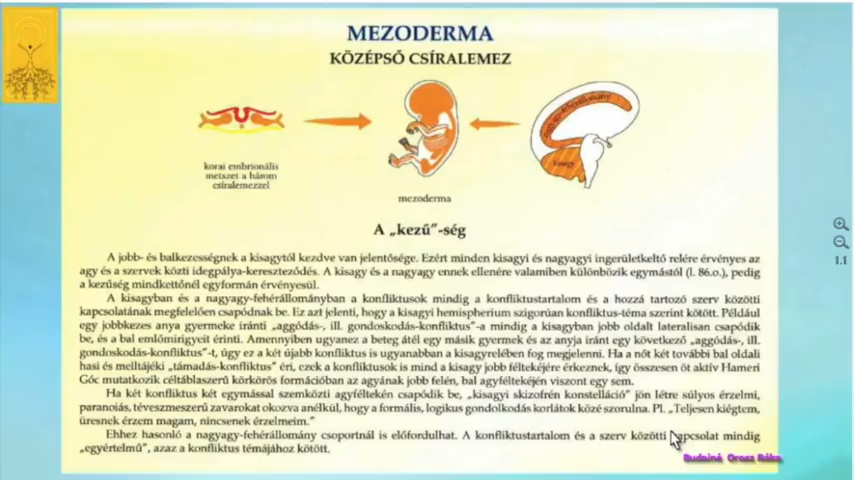 MEZODERMA
KÖZÉPSŐ CSÍRALEMEZ
korai embrionális
metszet a három
csíralemezzel
mezoderma
kisagy
A „kezű"-ség
A jobb- és balkezességnek a kisagytól kezdve van jelentősége. Ezért minden kisagyi és nagyagyi ingerületkeltő relére érvényes az
agy és a szervek közti idegpálya-kereszteződés. A kisagy és a nagyagy ennek ellenére valamiben különbözik egymástól (l. 86.o.), pedig
a kezűség mindkettőnél egyformán érvényesül.
A kisagyban és a nagyagy-fehérállományban a konfliktusok mindig a konfliktustartalom és a hozzá tartozó szerv közötti
kapcsolatának megfelelően csapódnak be. Ez azt jelenti, hogy a kisagyi hemispherium szigorúan konfliktus-téma szerint kötött. Például
egy jobbkezes anya gyermeke iránti „aggódás-, ill. gondoskodás-konfliktus"-a mindig a kisagyban jobb oldalt lateralisan csapódik
be, és a bal emlőmirigyeit érinti. Amennyiben ugyanez a beteg átél egy másik gyermek és az anyja iránt egy következő „aggódás-, ill.
gondoskodás-konfliktus"-t, úgy ez a két újabb konfliktus is ugyanabban a kisagyrelében fog megjelenni. Ha a nőt két további bal oldali
hasi és melltájéki „támadás-konfliktus" éri, ezek a konfliktusok is mind a kisagy jobb féltekéjére érkeznek, így összesen öt aktív Hameri
Góc mutatkozik céltáblaszerű körkörös formációban az agyának jobb felén, bal agyféltekéjén viszont egy sem.
Ha két konfliktus két egymással szemközti agyféltekén csapódik be, „kisagyi skizofrén konstelláció" jön létre súlyos érzelmi,
paranoiás, téveszmeszerű zavarokat okozva anélkül, hogy a formális, logikus gondolkodás korlátok közé szorulna. Pl. „Teljesen kiégtem,
üresnek érzem magam, nincsenek érzelmeim."
Ehhez hasonló a nagyagy-fehérállomány csoportnál is előfordulhat. A konfliktustartalom és a szerv közötti kapcsolat mindig
„egyértelmű", azaz a konfliktus témájához kötött.
Budainé Orosz Réka
1.1